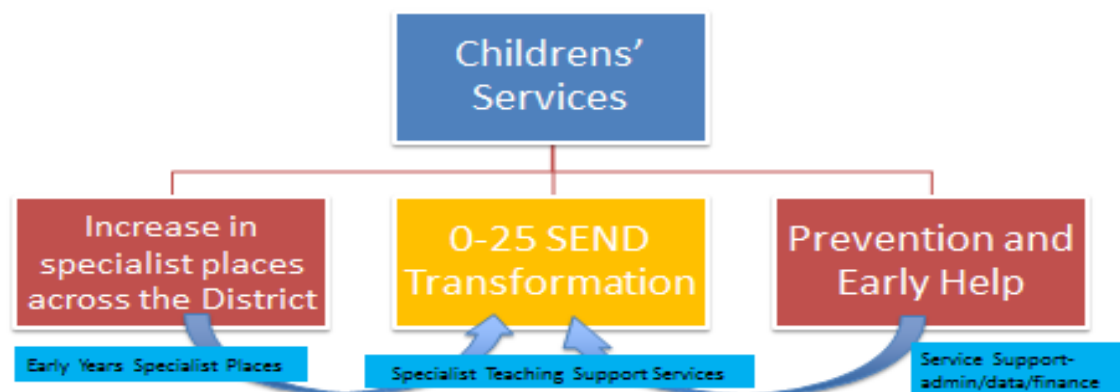 Childrens’
Services
Increase in
specialist places
across the District
0-25 SEND
Transformation
Prevention and
Early Help
Early Years Specialist Places
Specialist Teaching Support Services
Service Support-
admin/data/finance